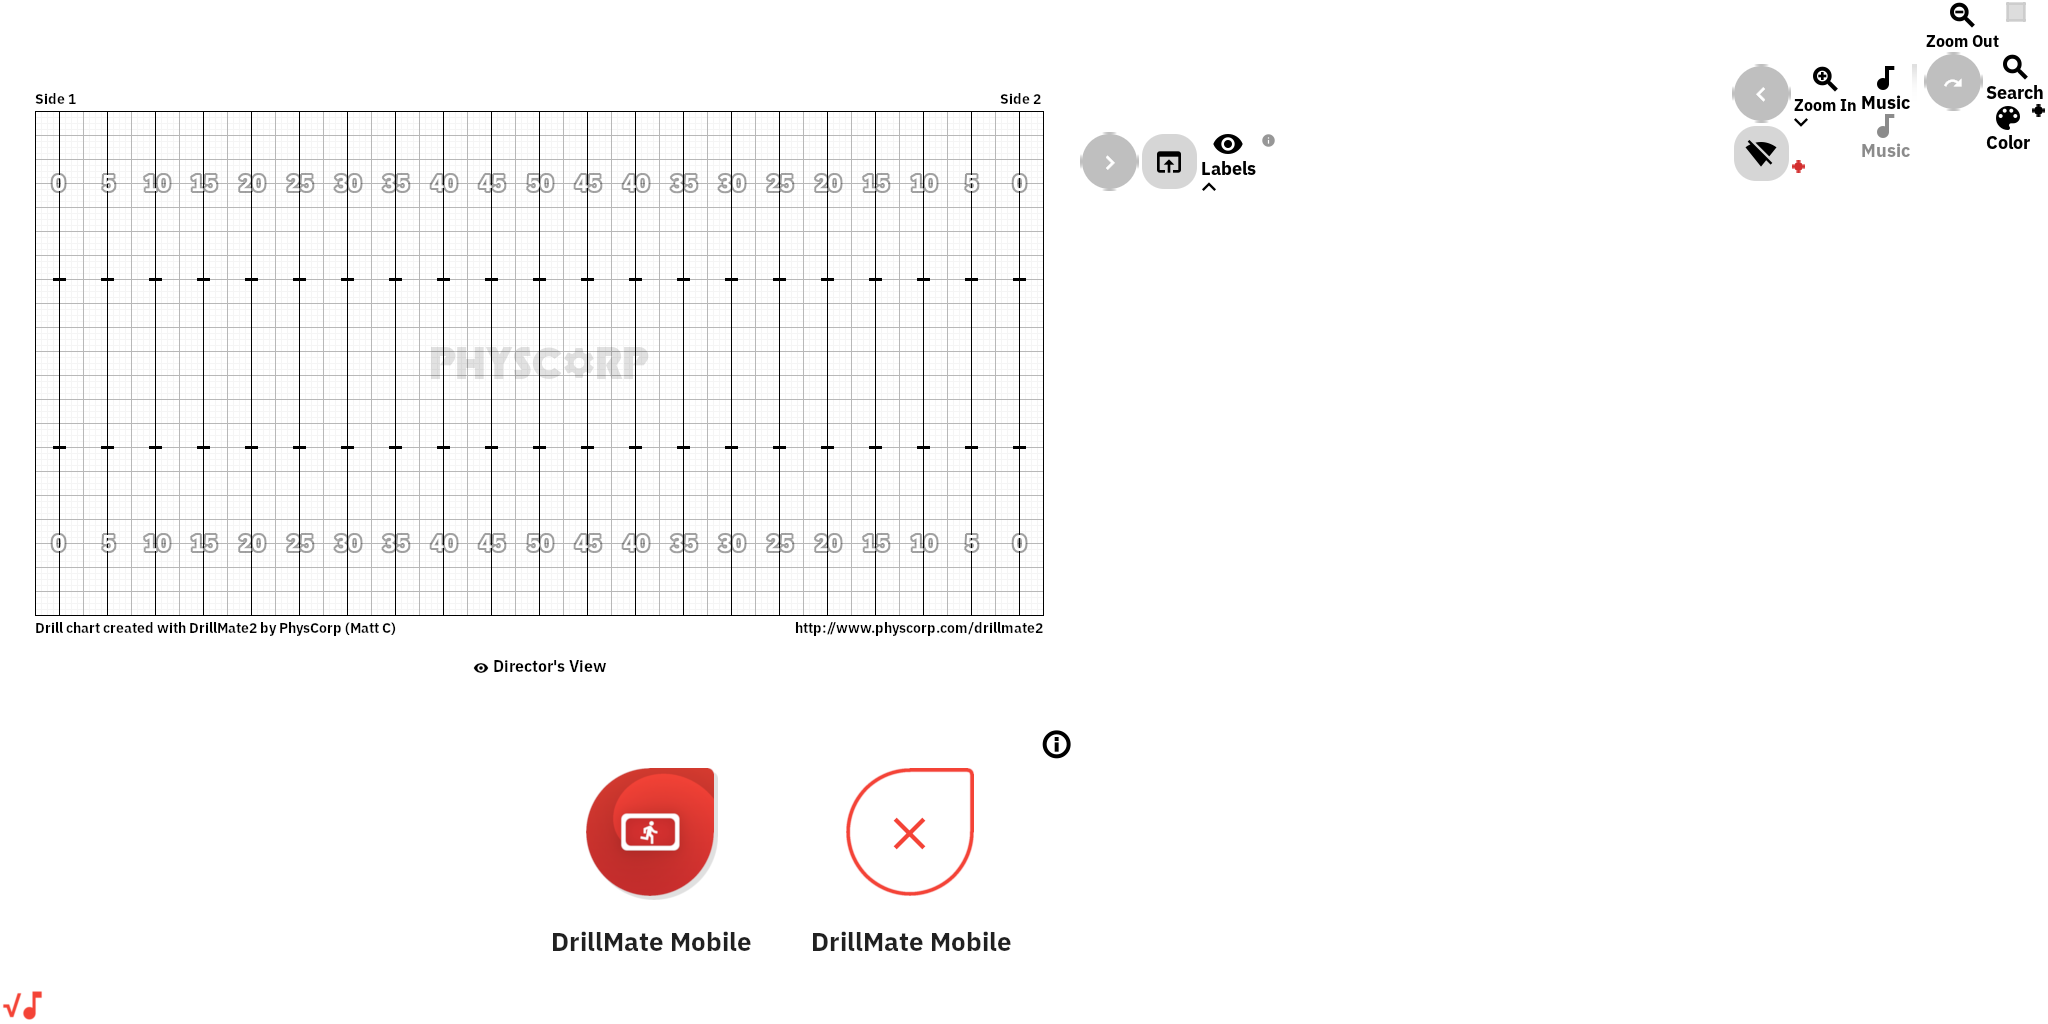 Zoom Out
Side 1 Side 2
Search
Zoom In Music
Labels
Music
Color
0 5 10 15 20 25 30 35 40 45 50 45 40 35 30 25 20 15 10 5 0
PHYSCORP
0 5 10 15 20 25 30 35 40 45 50 45 40 35 30 25 20 15 10 5 0
Drill chart created with DrillMate2 by PhysCorp (Matt C) http://www.physcorp.com/drillmate2
Director's View
DrillMate Mobile DrillMate Mobile